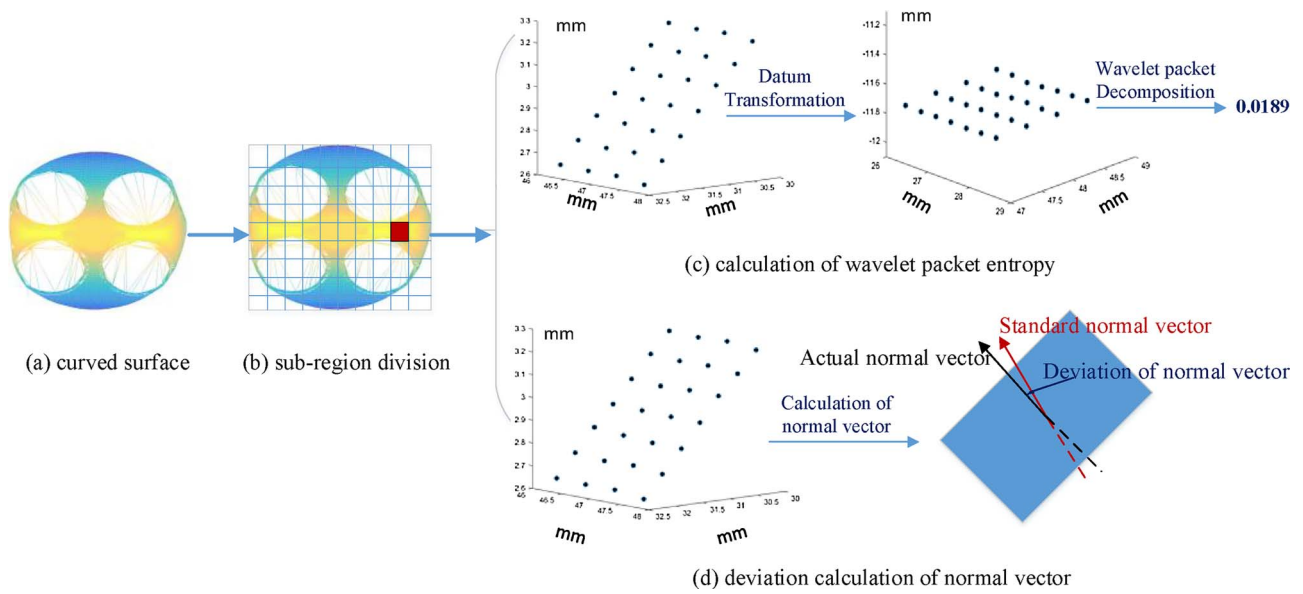 mm
3.3
3.2
3.1
3
2.9
2.8
2.7
2.6
46
46.5
47
47.5
48
32.5
32
31.5
31
30.5
30
mm
mm
Datum
Transformation
mm
-11.2
-11.4
-11.6
-11.8
-12
26
27
28
29
47
47.5
48
48.5
49
mm
mm
Wavelet packet
Decomposition
0.0189
(c) calculation of wavelet packet entropy
(a) curved surface
(b) sub-region division
mm
3.3
3.2
3.1
3
2.9
2.8
2.7
2.6
46
46.5
47
47.5
48
32.5
32
31.5
31
30.5
30
mm
mm
Calculation of
normal vector
Standard normal vector
Actual normal vector
Deviation of normal vector
(d) deviation calculation of normal vector